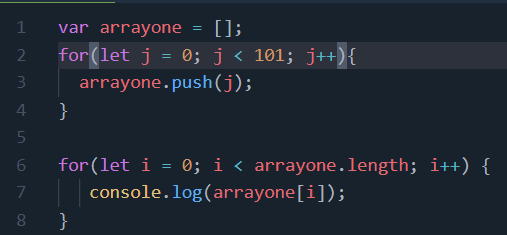 1 var arrayone = [];
2 for(let j = 0; j < 101; j++){
3   arrayone.push(j);
4 }
5
6 for(let i = 0; i < arrayone.length; i++) {
7    console.log(arrayone[i]);
8 }